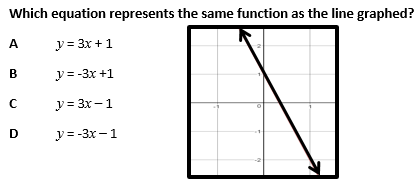 Which equation represents the same function as the line graphed?
A y = 3x + 1
B y = -3x +1
C y = 3x – 1
D y = -3x – 1
2
1
-1 0 1
-1
-2